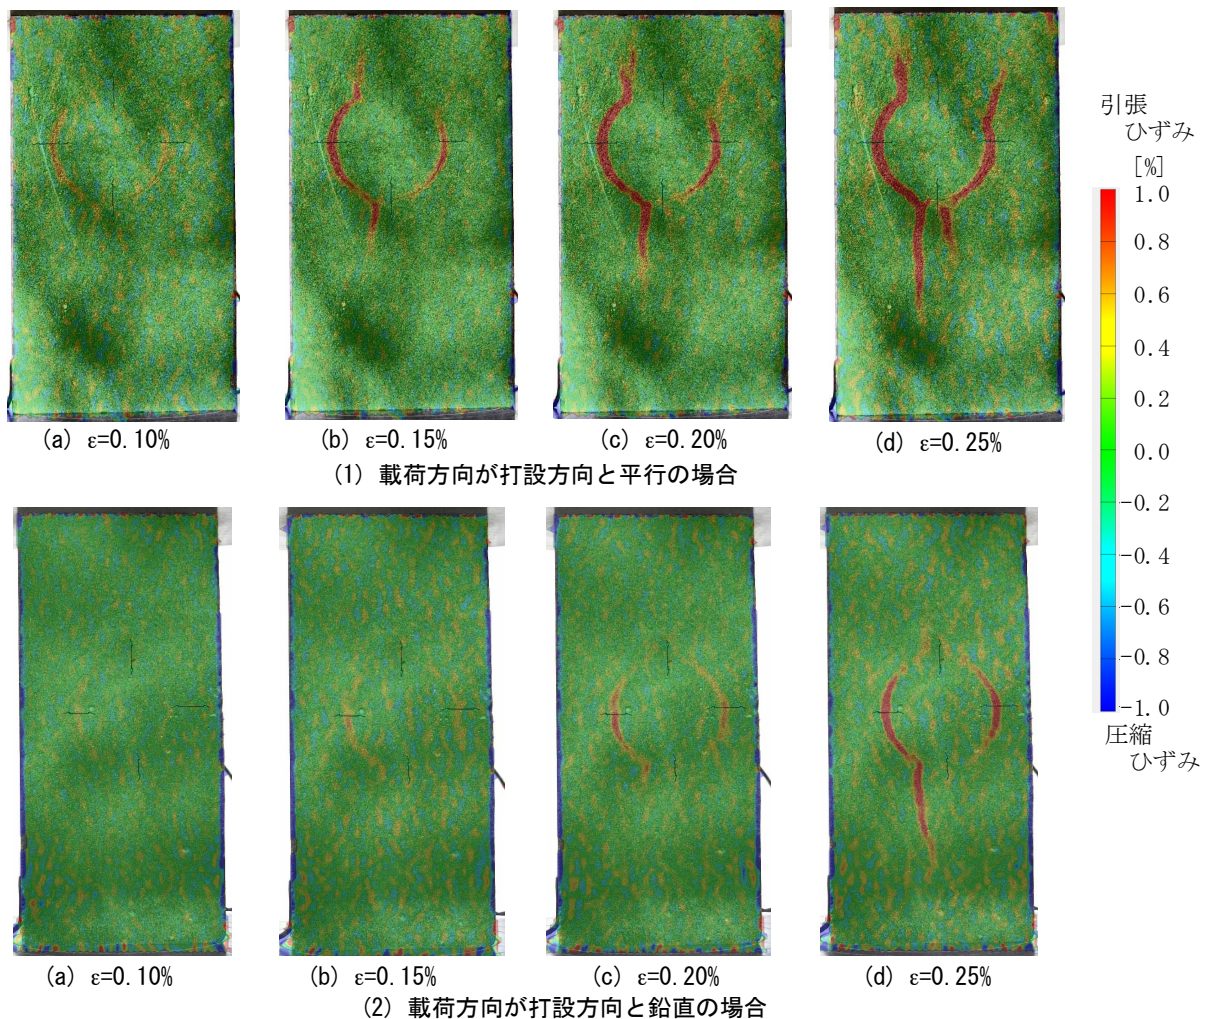 引張
ひずみ
[%]
1.0
0.8
0.6
0.4
0.2
0.0
-0.2
-0.4
-0.6
-0.8
-1.0
圧縮
ひずみ
(a) ε=0.10%
(b) ε=0.15%
(c) ε=0.20%
(d) ε=0.25%
(1) 載荷方向が打設方向と平行の場合
(a) ε=0.10%
(b) ε=0.15%
(c) ε=0.20%
(d) ε=0.25%
(2) 載荷方向が打設方向と鉛直の場合